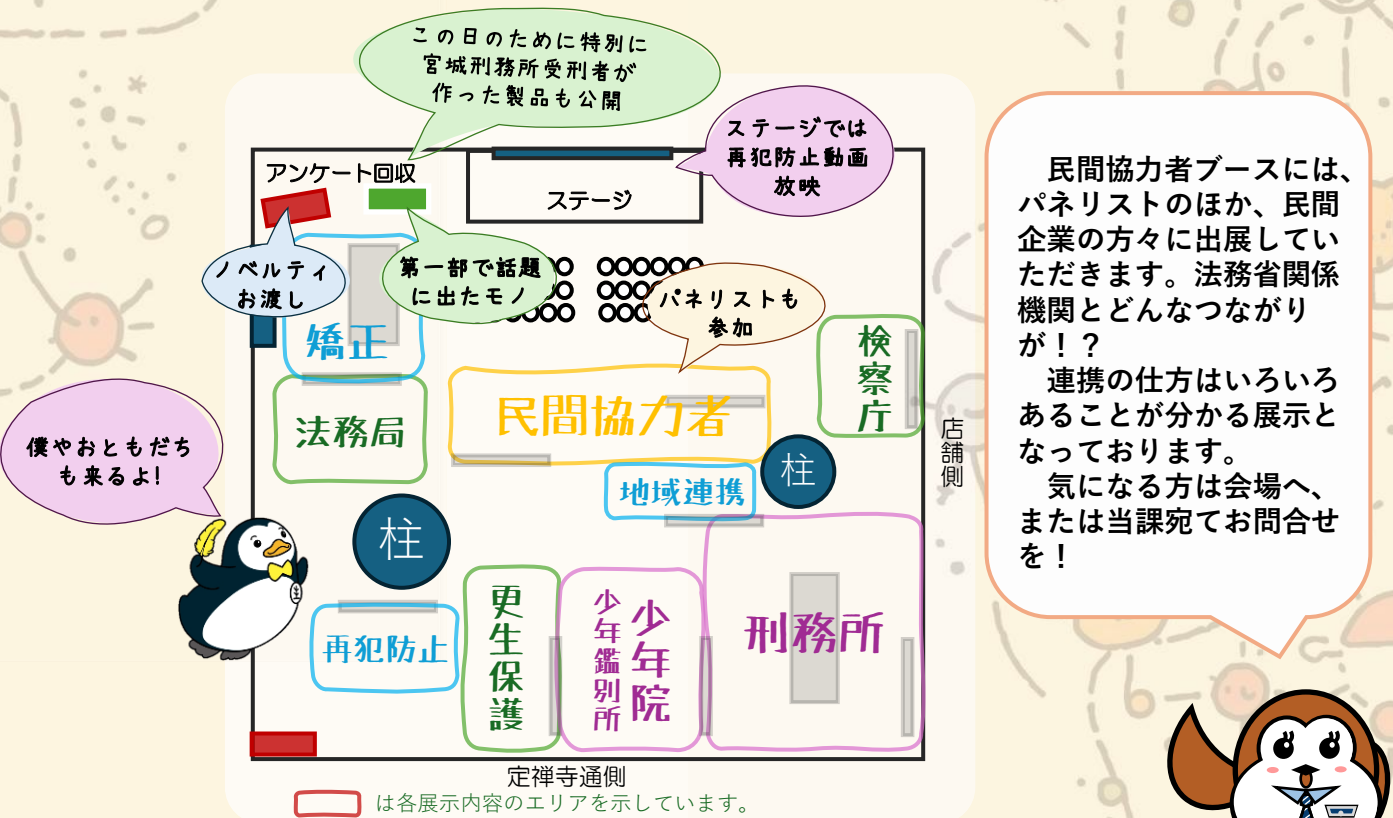 この日のために特別に
宮城刑務所受刑者が
作った製品も公開
ステージでは
再犯防止動画
放映
アンケート回収
ステージ
ノベルティ
お渡し
第一部で話題
に出たモノ
パネリストも
参加
矯正
検察庁
法務局
民間協力者
店舗側
僕やおともだち
も来るよ!
地域連携
柱
柱
再犯防止
更生保護
少年鑑別所
少年院
刑務所
定禅寺通側
は各展示内容のエリアを示しています。
民間協力者ブースには、
パネリストのほか、民間
企業の方々に出展してい
ただきます。法務省関係
機関とどんなつながり
が！？
連携の仕方はいろいろ
あることが分かる展示と
なっております。
気になる方は会場へ、
または当課宛てお問合せ
を！